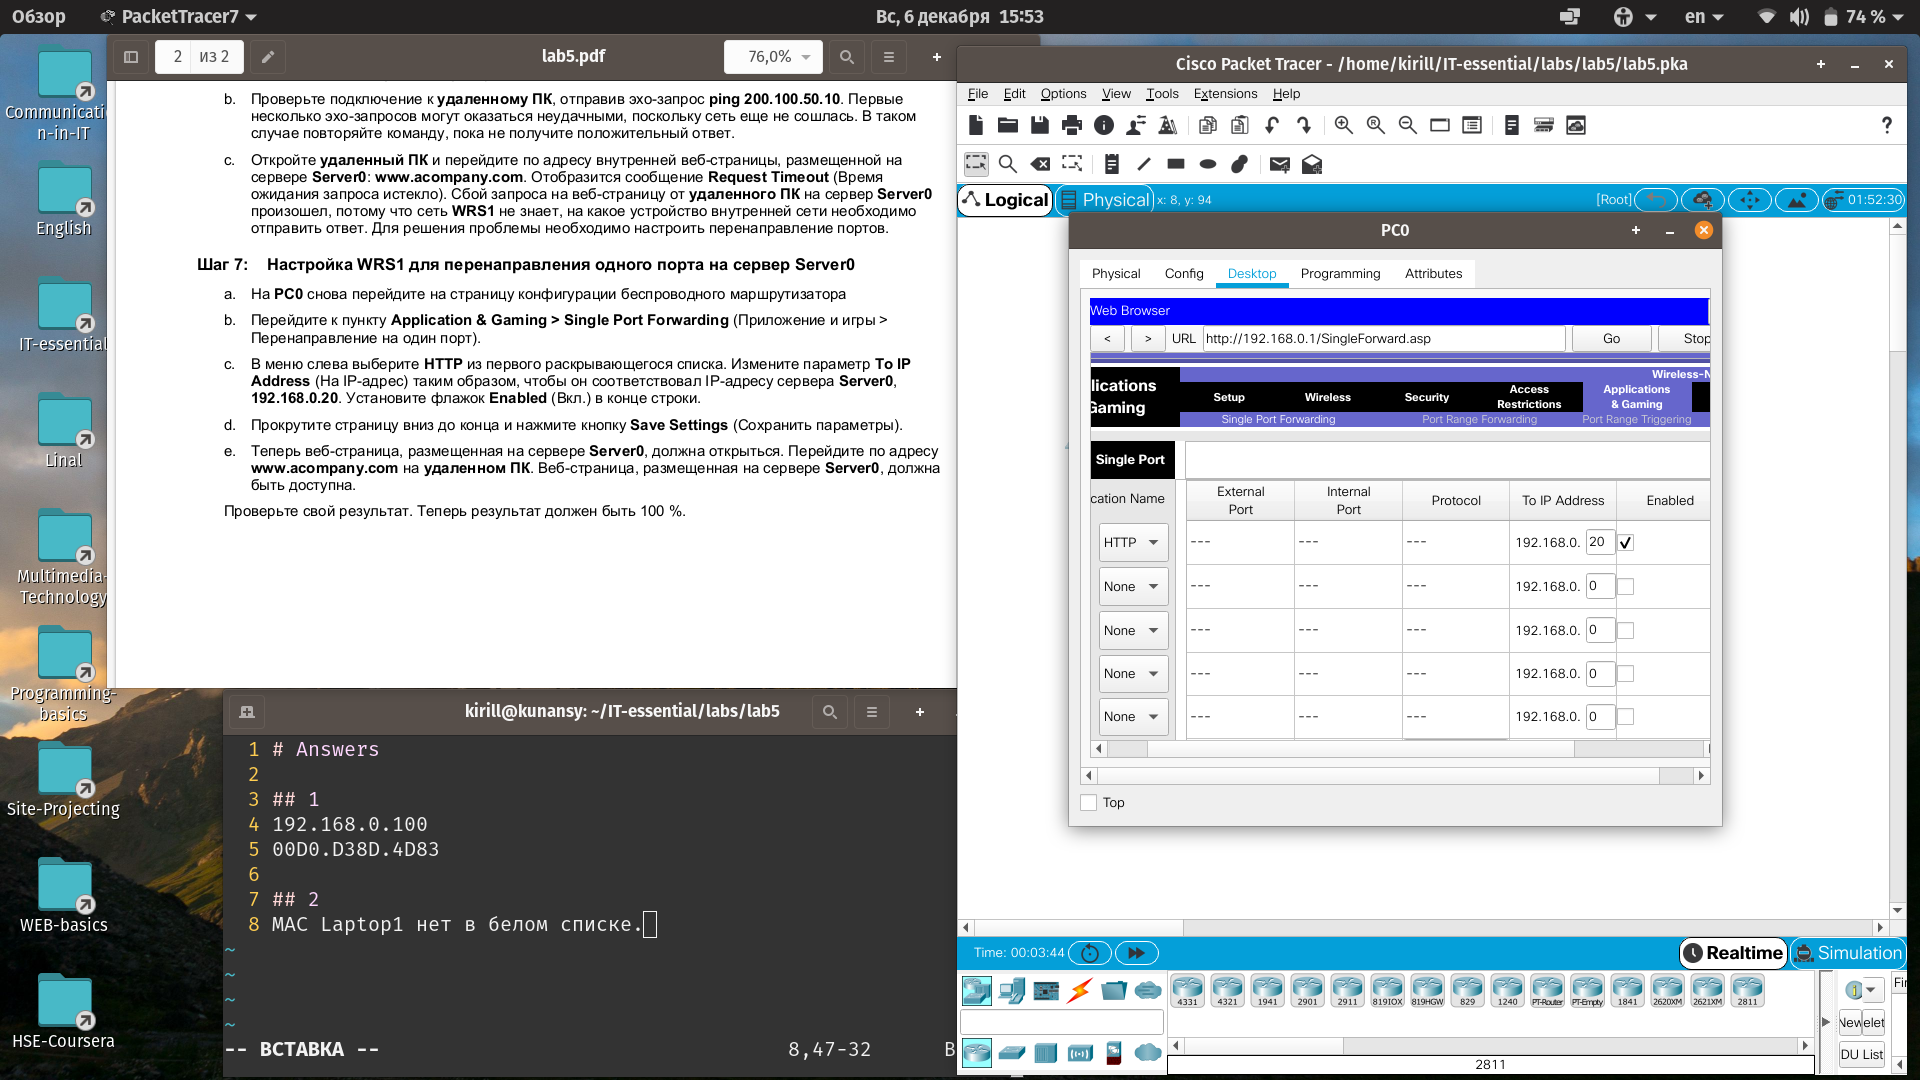 Обзор
PacketTracer7
Вс, 6 декабря 15:53
en
74 %
Communicati
n-in-IT
English
IT-essential
Linal
Multimedia-
Technology
Programming-
basics
Site-Projecting
WEB-basics
HSE-Coursera
2 из 2
lab5.pdf
76,0%
b. Проверьте подключение к удаленному ПК, отправив эхо-запрос ping 200.100.50.10. Первые
несколько эхо-запросов могут оказаться неудачными, поскольку сеть еще не сошлась. В таком
случае повторяйте команду, пока не получите положительный ответ.
c. Откройте удаленный ПК и перейдите по адресу внутренней веб-страницы, размещенной на
сервере Server0: www.acompany.com. Отобразится сообщение Request Timeout (Время
ожидания запроса истекло). Сбой запроса на веб-страницу от удаленного ПК на сервер Server0
произошел, потому что сеть WRS1 не знает, на какое устройство внутренней сети необходимо
отправить ответ. Для решения проблемы необходимо настроить перенаправление портов.
Шаг 7: Настройка WRS1 для перенаправления одного порта на сервер Server0
a. На PC0 снова перейдите на страницу конфигурации беспроводного маршрутизатора
b. Перейдите к пункту Application & Gaming > Single Port Forwarding (Приложение и игры >
Перенаправление на один порт).
c. В меню слева выберите HTTP из первого раскрывающегося списка. Измените параметр To IP
Address (На IP-адрес) таким образом, чтобы он соответствовал IP-адресу сервера Server0,
192.168.0.20. Установите флажок Enabled (Вкл.) в конце строки.
d. Прокрутите страницу вниз до конца и нажмите кнопку Save Settings (Сохранить параметры).
e. Теперь веб-страница, размещенная на сервере Server0, должна открыться. Перейдите по адресу
www.acompany.com на удаленном ПК. Веб-страница, размещенная на сервере Server0, должна
быть доступна.
Проверьте свой результат. Теперь результат должен быть 100 %.
kirill@kunansy: ~/IT-essential/labs/lab5
1 # Answers
2
3 ## 1
4 192.168.0.100
5 00D0.D38D.4D83
6
7 ## 2
8 MAC Laptop1 нет в белом списке.
~
~
~
~
-- ВСТАВКА --
8,47-32
В
Cisco Packet Tracer - /home/kirill/IT-essential/labs/lab5/lab5.pka
File Edit Options View Tools Extensions Help
Logical
Physical
x: 8, y: 94
[Root]
01:52:30
PC0
Physical Config Desktop Programming Attributes
Web Browser
< > URL http://192.168.0.1/SingleForward.asp Go Stop
Wireless-N
lications
Gaming
Setup Wireless Security
Access
Restrictions
Applications
& Gaming
Single Port Forwarding Port Range Forwarding Port Range Triggering
Single Port
cation Name
External
Port
Internal
Port
Protocol To IP Address Enabled
HTTP --- --- --- 192.168.0. 20
None --- --- --- 192.168.0. 0
None --- --- --- 192.168.0. 0
None --- --- --- 192.168.0. 0
None --- --- --- 192.168.0. 0
Top
Time: 00:03:44
Realtime
Simulation
4331 4321 1941 2901 2911 819IOX 819HGW 829 1240 PT-Router PT-Empty 1841 2620XM 2621XM 2811
Fir
New
elet
DU List
2811